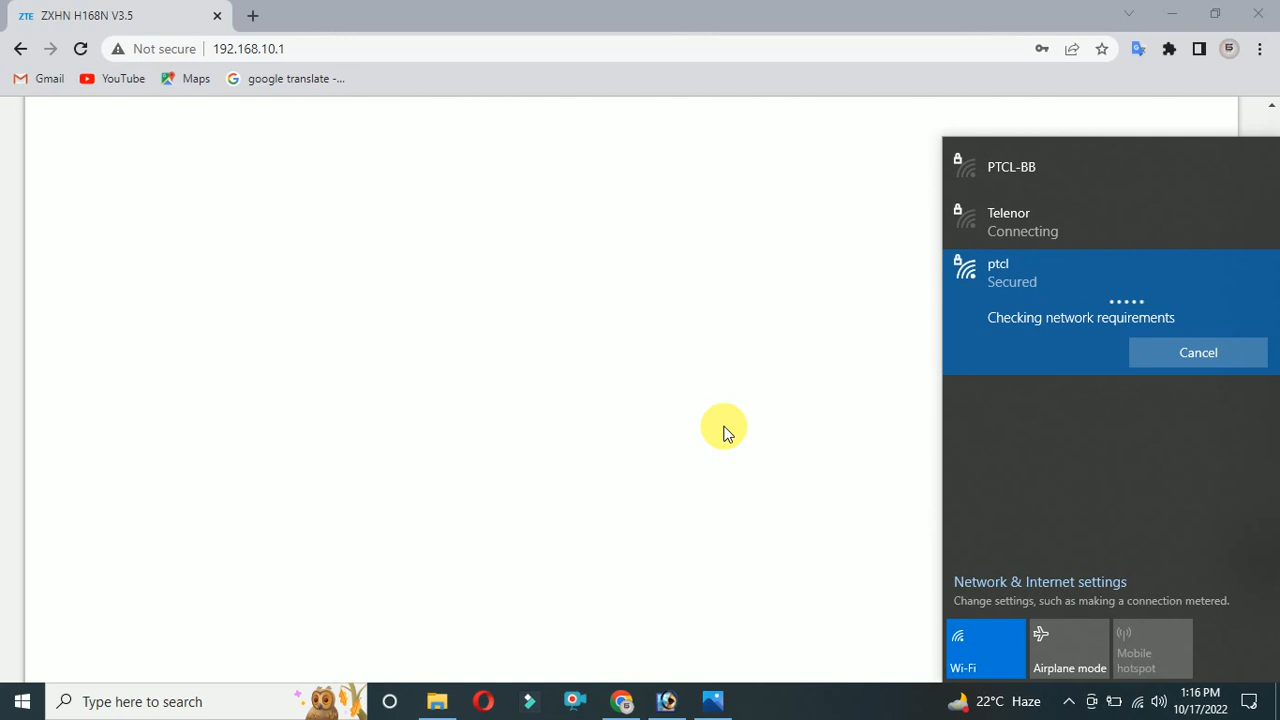 ZTE ZXHN H168N V3.5
Not secure 192.168.10.1
Gmail YouTube Maps google translate -...
PTCL-BB
Telenor
Connecting
ptcl
Secured
Checking network requirements
Cancel
Network & Internet settings
Change settings, such as making a connection metered.
Wi-Fi
Airplane mode
Mobile
hotspot
Type here to search
22°C Haze
1:16 PM
10/17/2022